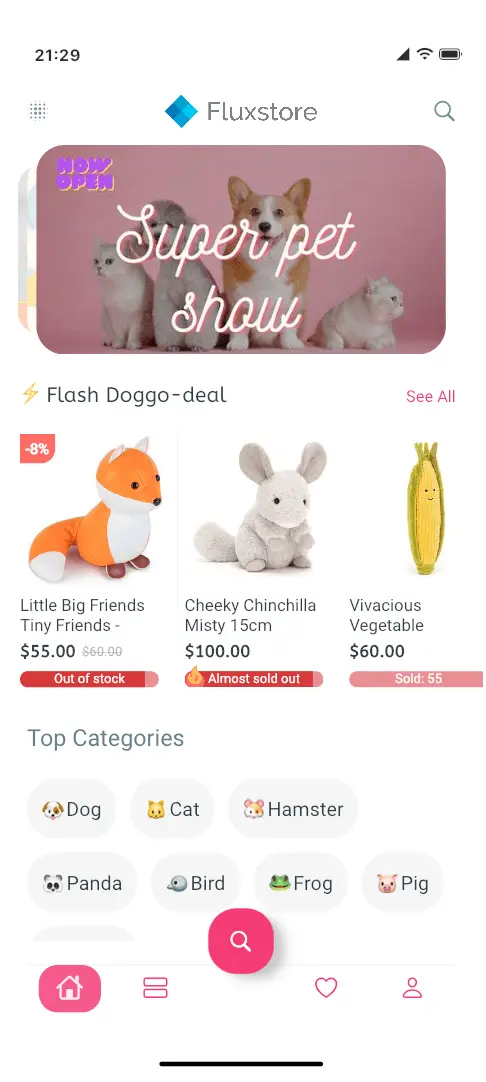 21:29
Fluxstore
NOW
OPEN
Super pet
show
⚡ Flash Doggo-deal
See All
-8%
Little Big Friends
Tiny Friends -
$55.00 $60.00
Out of stock
Cheeky Chinchilla
Misty 15cm
$100.00
🔥 Almost sold out
Vivacious
Vegetable
$60.00
Sold: 55
Top Categories
🐶 Dog
🐱 Cat
🐹 Hamster
🐼 Panda
🐦 Bird
🐸 Frog
🐷 Pig